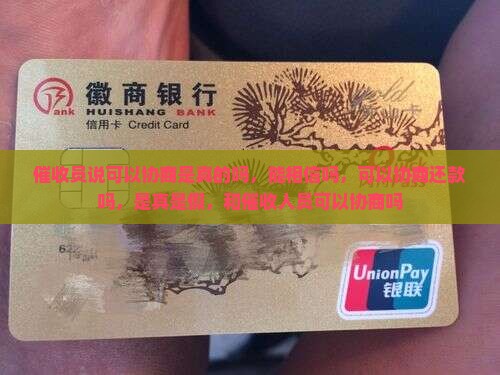 徽商银行
HUISHANG BANK
信用卡 Credit Card
催收员说可以协商是真的吗,能相信吗,可以协商还款
吗,是真是假,和催收人员可以协商吗
UnionPay
银联